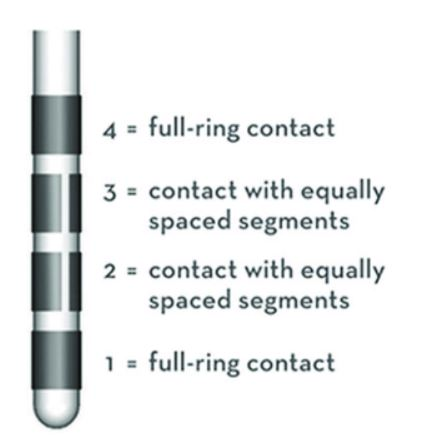 4 = full-ring contact
3 = contact with equally
spaced segments
2 = contact with equally
spaced segments
1 = full-ring contact